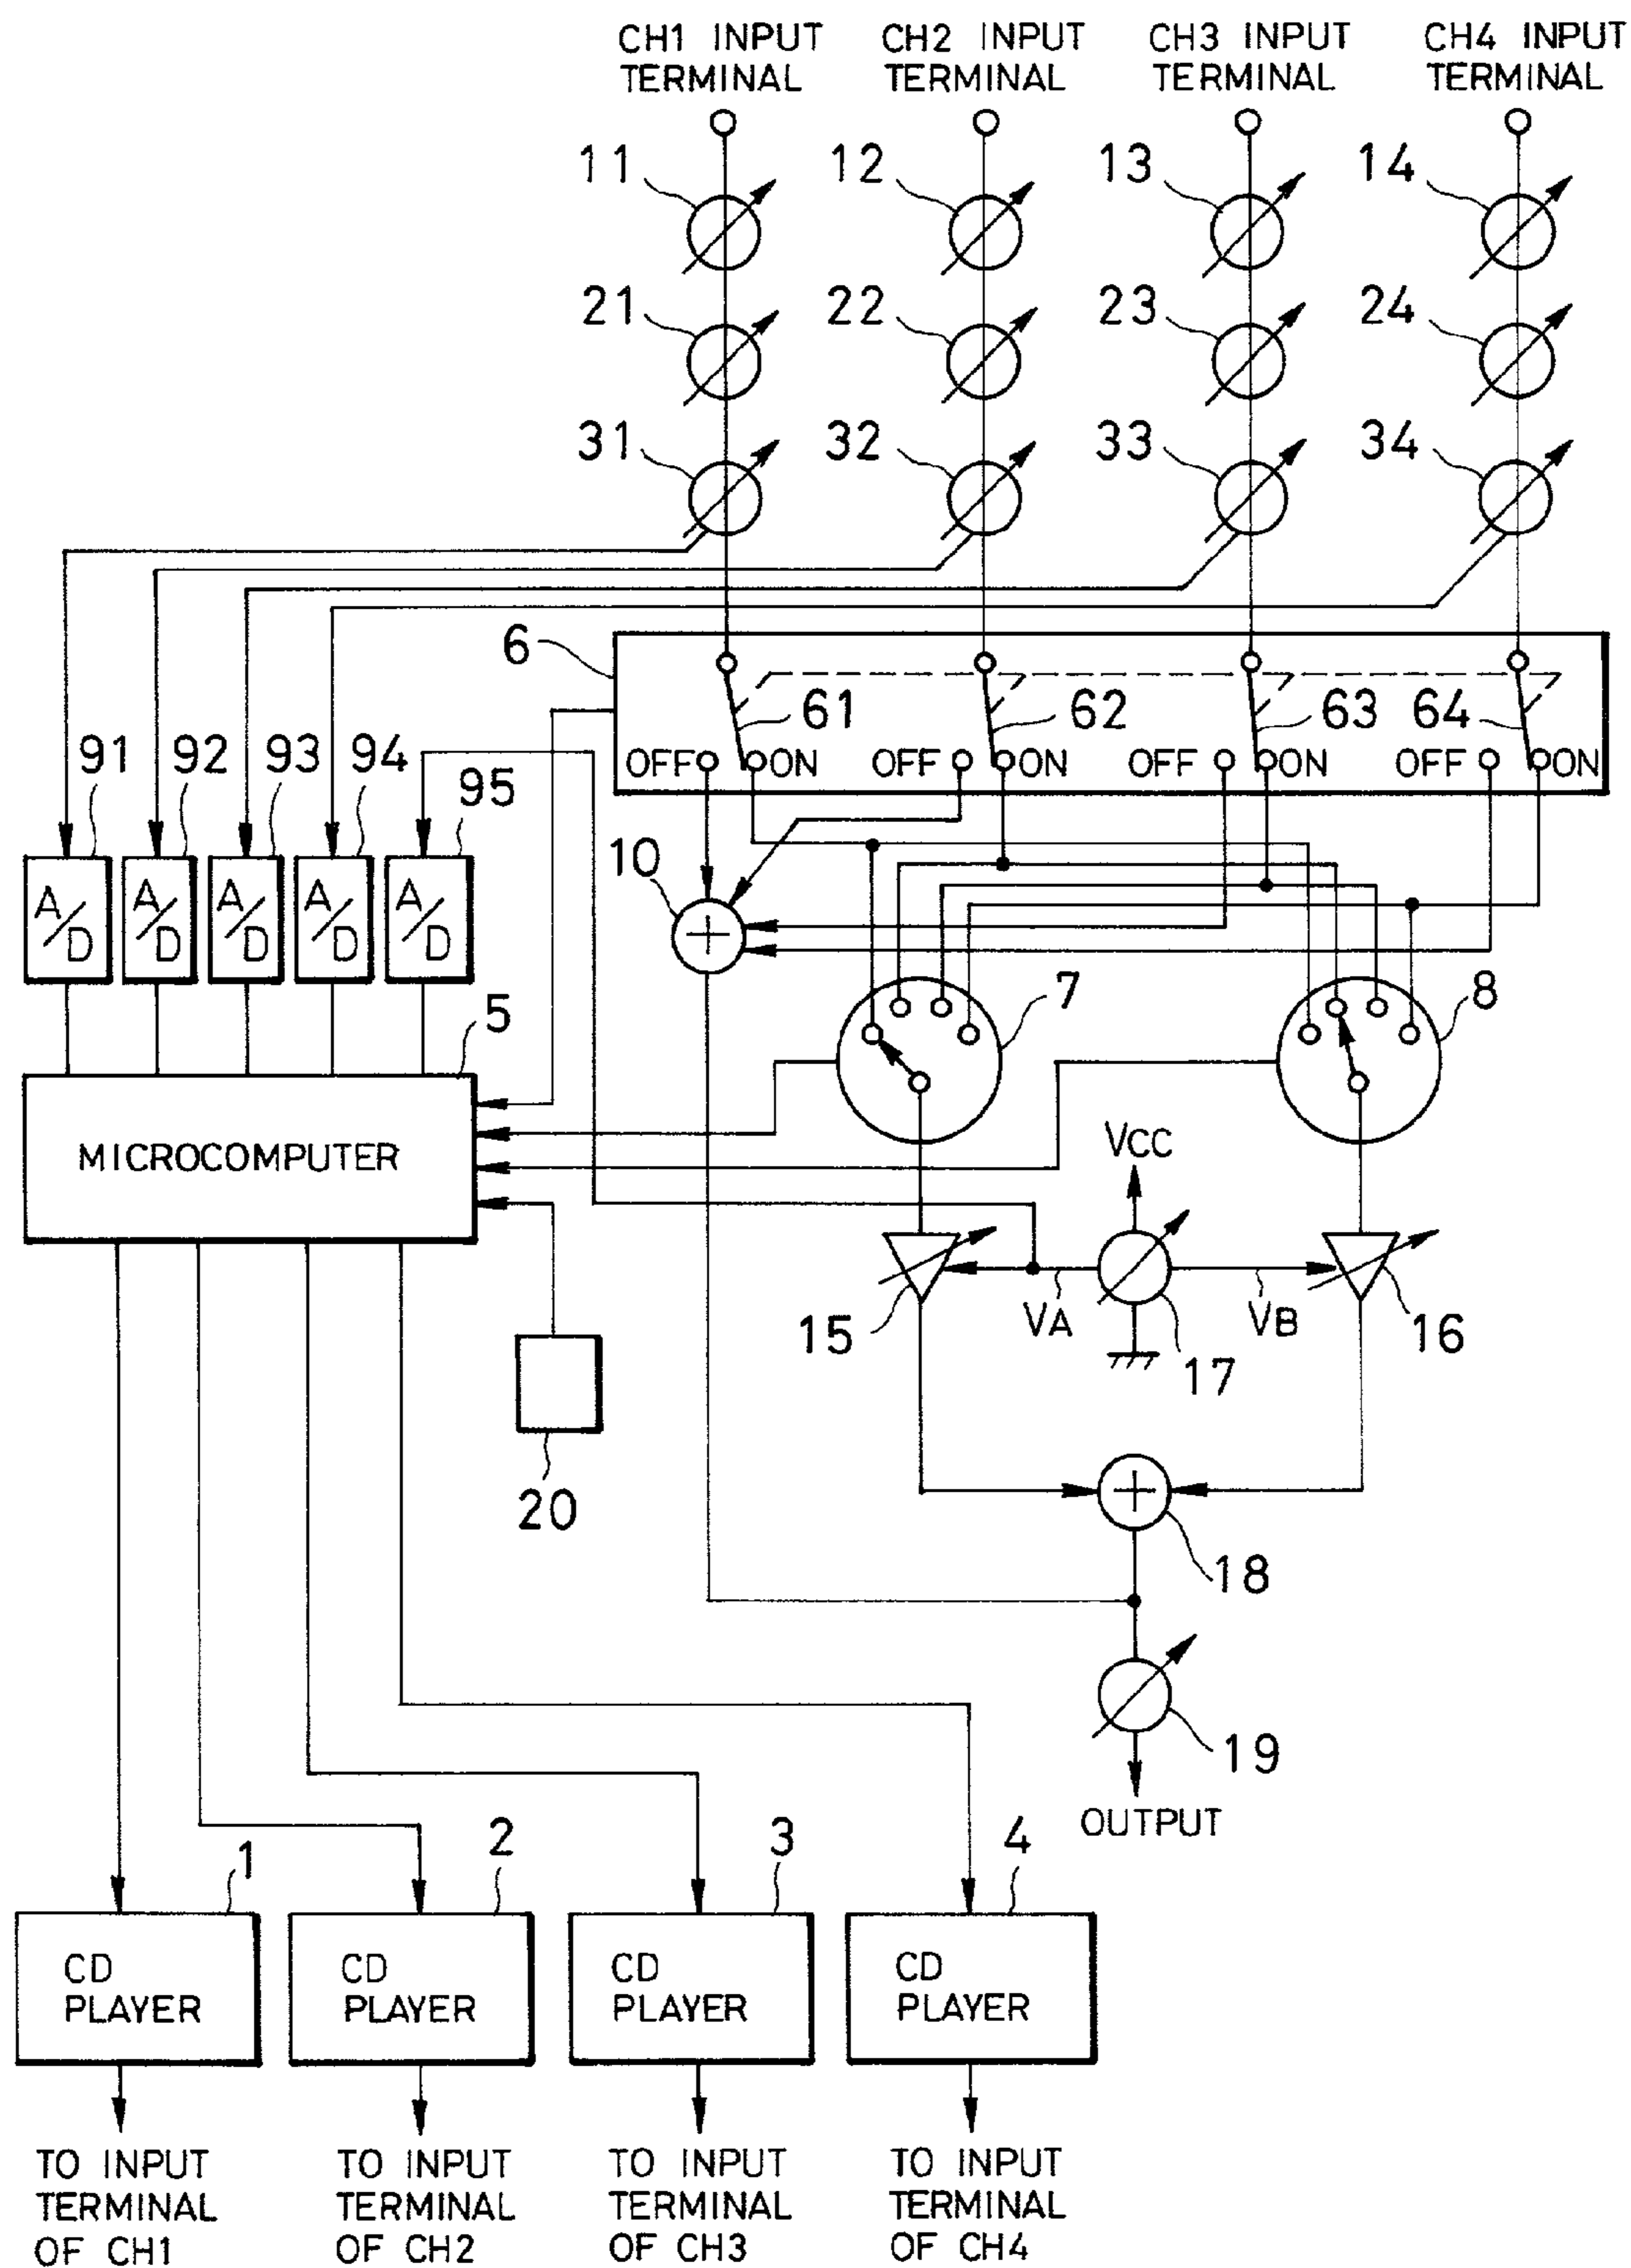 CH1 INPUT TERMINAL
CH2 INPUT TERMINAL
CH3 INPUT TERMINAL
CH4 INPUT TERMINAL
11
12
13
14
21
22
23
24
31
32
33
34
6
61
62
63
64
OFF
ON
OFF
ON
OFF
ON
OFF
ON
91
92
93
94
95
A/D
A/D
A/D
A/D
A/D
10
5
7
8
MICROCOMPUTER
VCC
VA
VB
15
16
17
20
18
19
OUTPUT
1
2
3
4
CD
PLAYER
CD
PLAYER
CD
PLAYER
CD
PLAYER
TO INPUT
TERMINAL
OF CH1
TO INPUT
TERMINAL
OF CH2
TO INPUT
TERMINAL
OF CH3
TO INPUT
TERMINAL
OF CH4